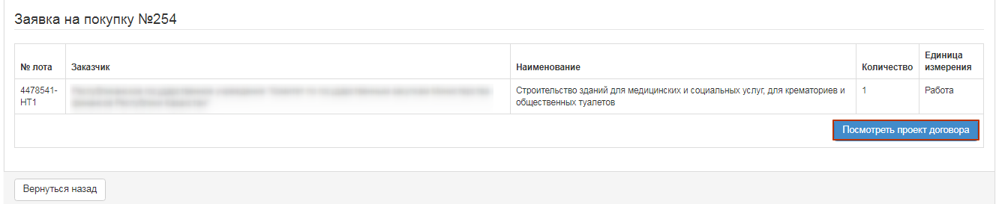 Заявка на покупку №254
№ лота Заказчик Наименование Количество Единица измерения
4478541-НТ1 Строительство зданий для медицинских и социальных услуг, для крематориев и общественных туалетов 1 Работа
Посмотреть проект договора
Вернуться назад